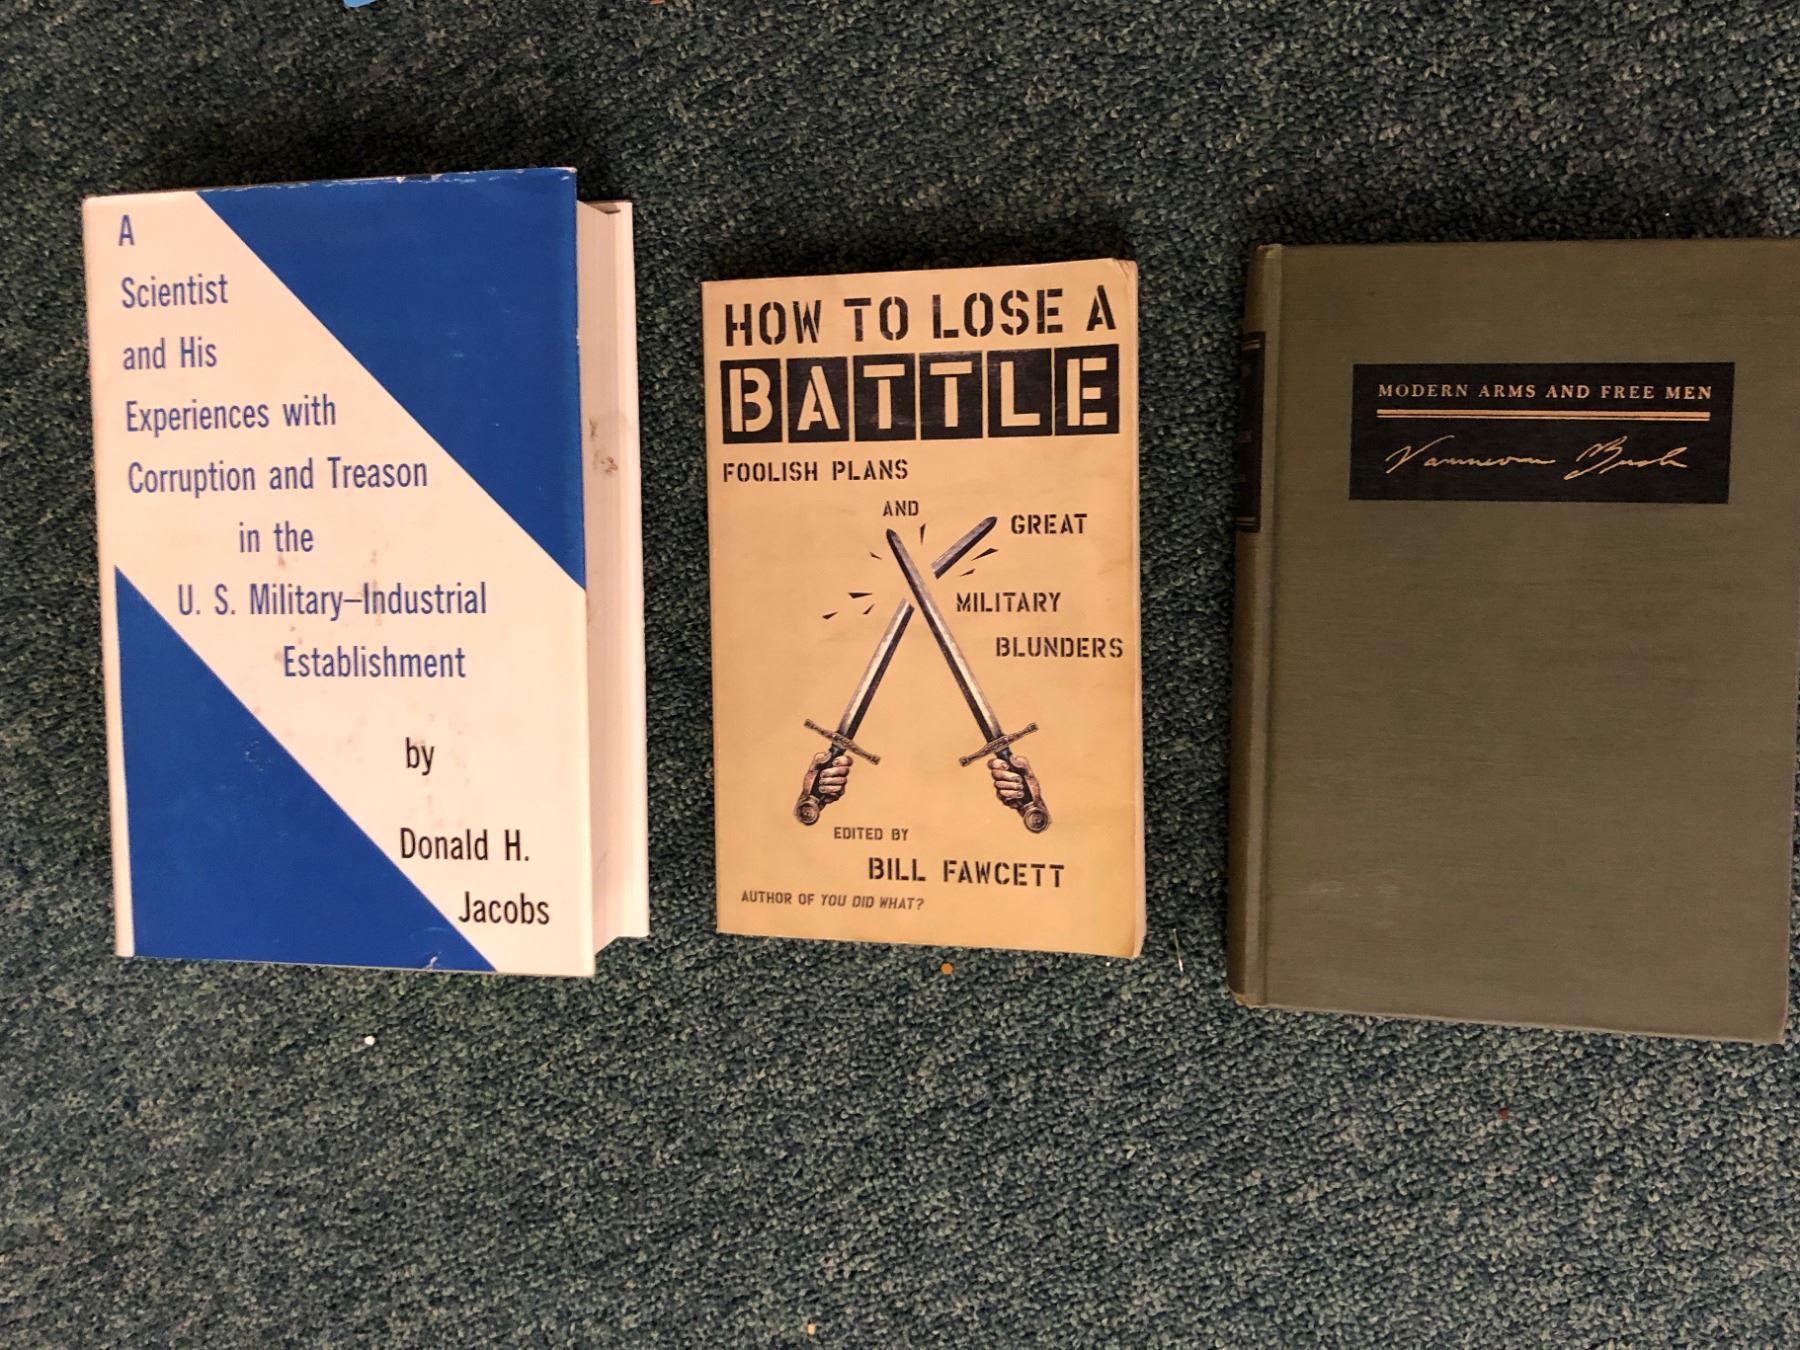 A
Scientist
and His
Experiences with
Corruption and Treason
in the
U. S. Military–Industrial
Establishment
by
Donald H.
Jacobs
HOW TO LOSE A
BATTLE
FOOLISH PLANS
AND
GREAT
MILITARY
BLUNDERS
EDITED BY
BILL FAWCETT
AUTHOR OF YOU DID WHAT?
MODERN ARMS AND FREE MEN
Vannevar Bush